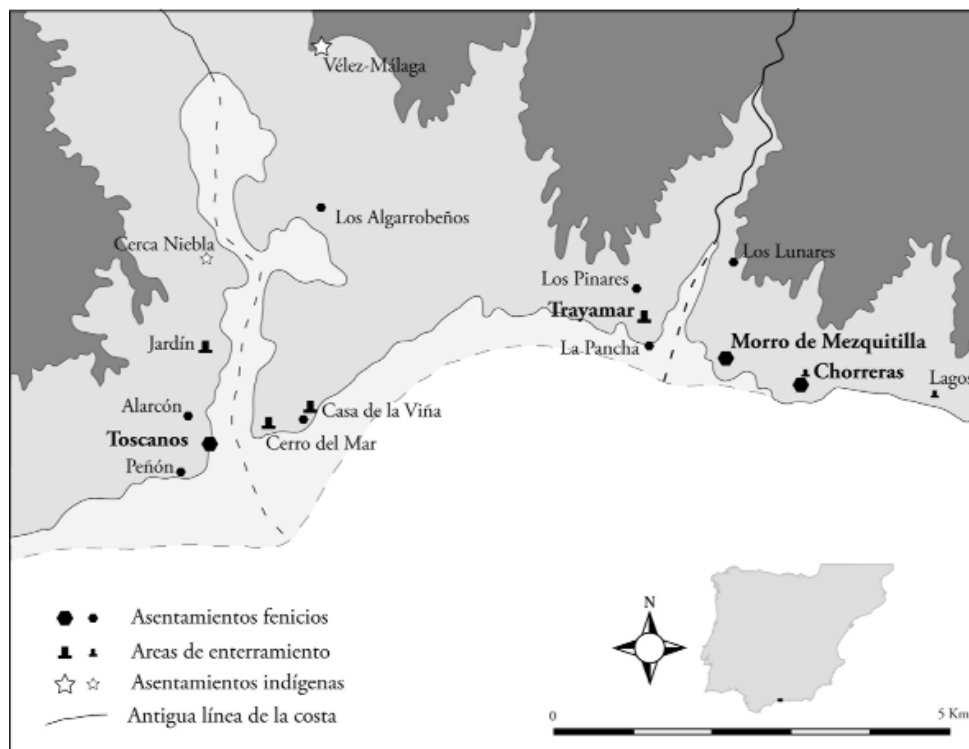 Vélez-Málaga
Los Algarrobeños
Cerca Niebla
Los Lunares
Los Pinares
Trayamar
Jardín
La Pancha
Morro de Mezquitilla
Chorreras
Lagos
Alarcón
Casa de la Viña
Toscanos
Cerro del Mar
Peñón
Asentamientos fenicios
Areas de enterramiento
Asentamientos indígenas
Antigua línea de la costa
N
0
5 Km